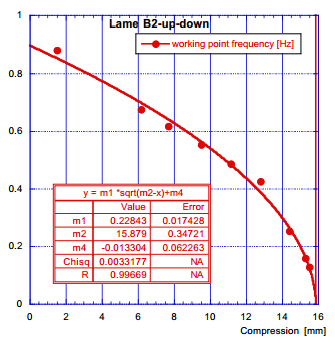 Lame B2-up-down
working point frequency [Hz]
1
0.8
0.6
0.4
0.2
0
y = m1 *sqrt(m2-x)+m4
Value Error
m1 0.22843 0.017428
m2 15.879 0.34721
m4 -0.013304 0.062263
Chisq 0.0033177 NA
R 0.99669 NA
0 2 4 6 8 10 12 14 16
Compression [mm]